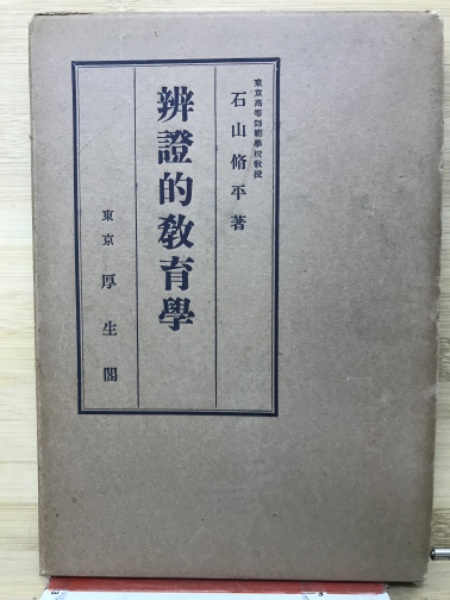 東京高等師範學校敎授
石山脩平著
辨證的敎育學
東京 厚生閣